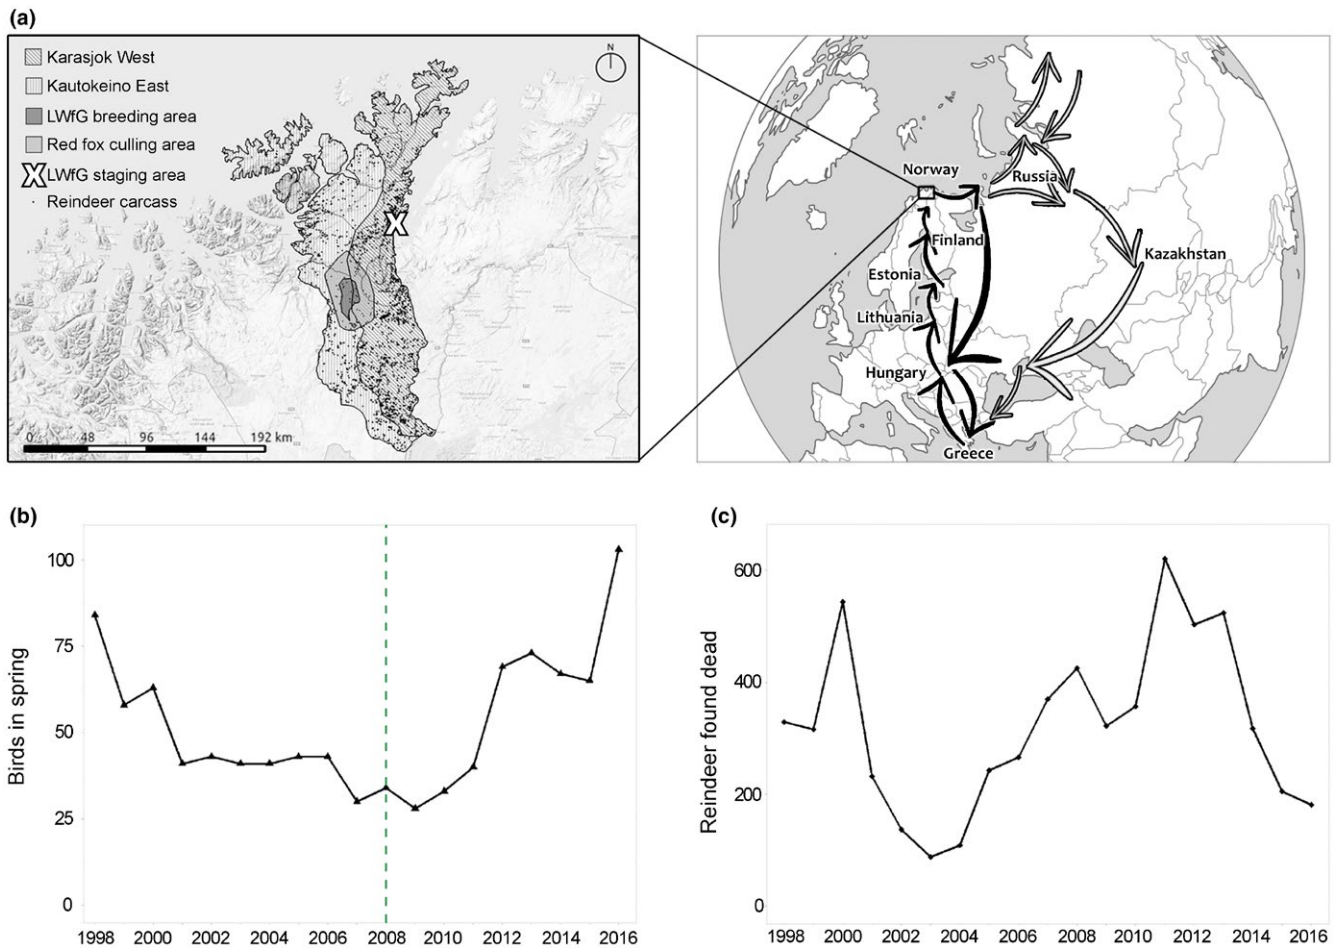 (a)
Karasjok West
Kautokeino East
LWfG breeding area
Red fox culling area
X LWfG staging area
Reindeer carcass
N
X
0 48 96 144 192 km
Norway
Russia
Finland
Kazakhstan
Estonia
Lithuania
Hungary
Greece
(b)
Birds in spring
100
75
50
25
0
1998 2000 2002 2004 2006 2008 2010 2012 2014 2016
(c)
Reindeer found dead
600
400
200
0
1998 2000 2002 2004 2006 2008 2010 2012 2014 2016